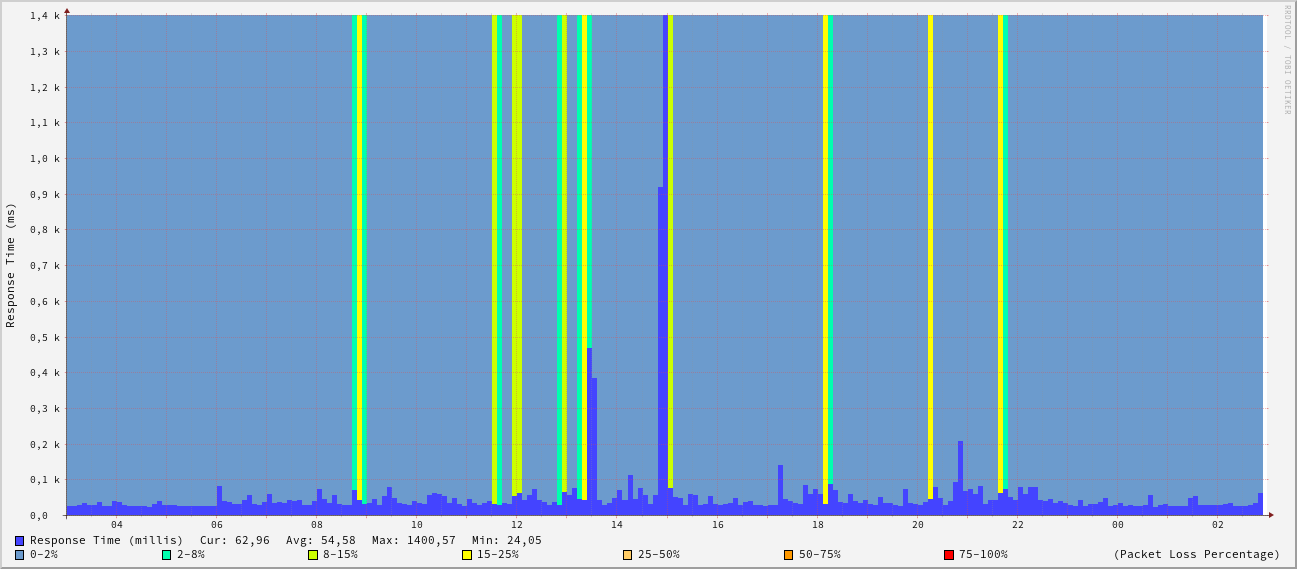 RRDTOOL / TOBI OETIKER
Response Time (ms)
1,4 k
1,3 k
1,2 k
1,1 k
1,0 k
0,9 k
0,8 k
0,7 k
0,6 k
0,5 k
0,4 k
0,3 k
0,2 k
0,1 k
0,0
04 06 08 10 12 14 16 18 20 22 00 02
Response Time (millis) Cur: 62,96 Avg: 54,58 Max: 1400,57 Min: 24,05
0-2% 2-8% 8-15% 15-25% 25-50% 50-75% 75-100% (Packet Loss Percentage)